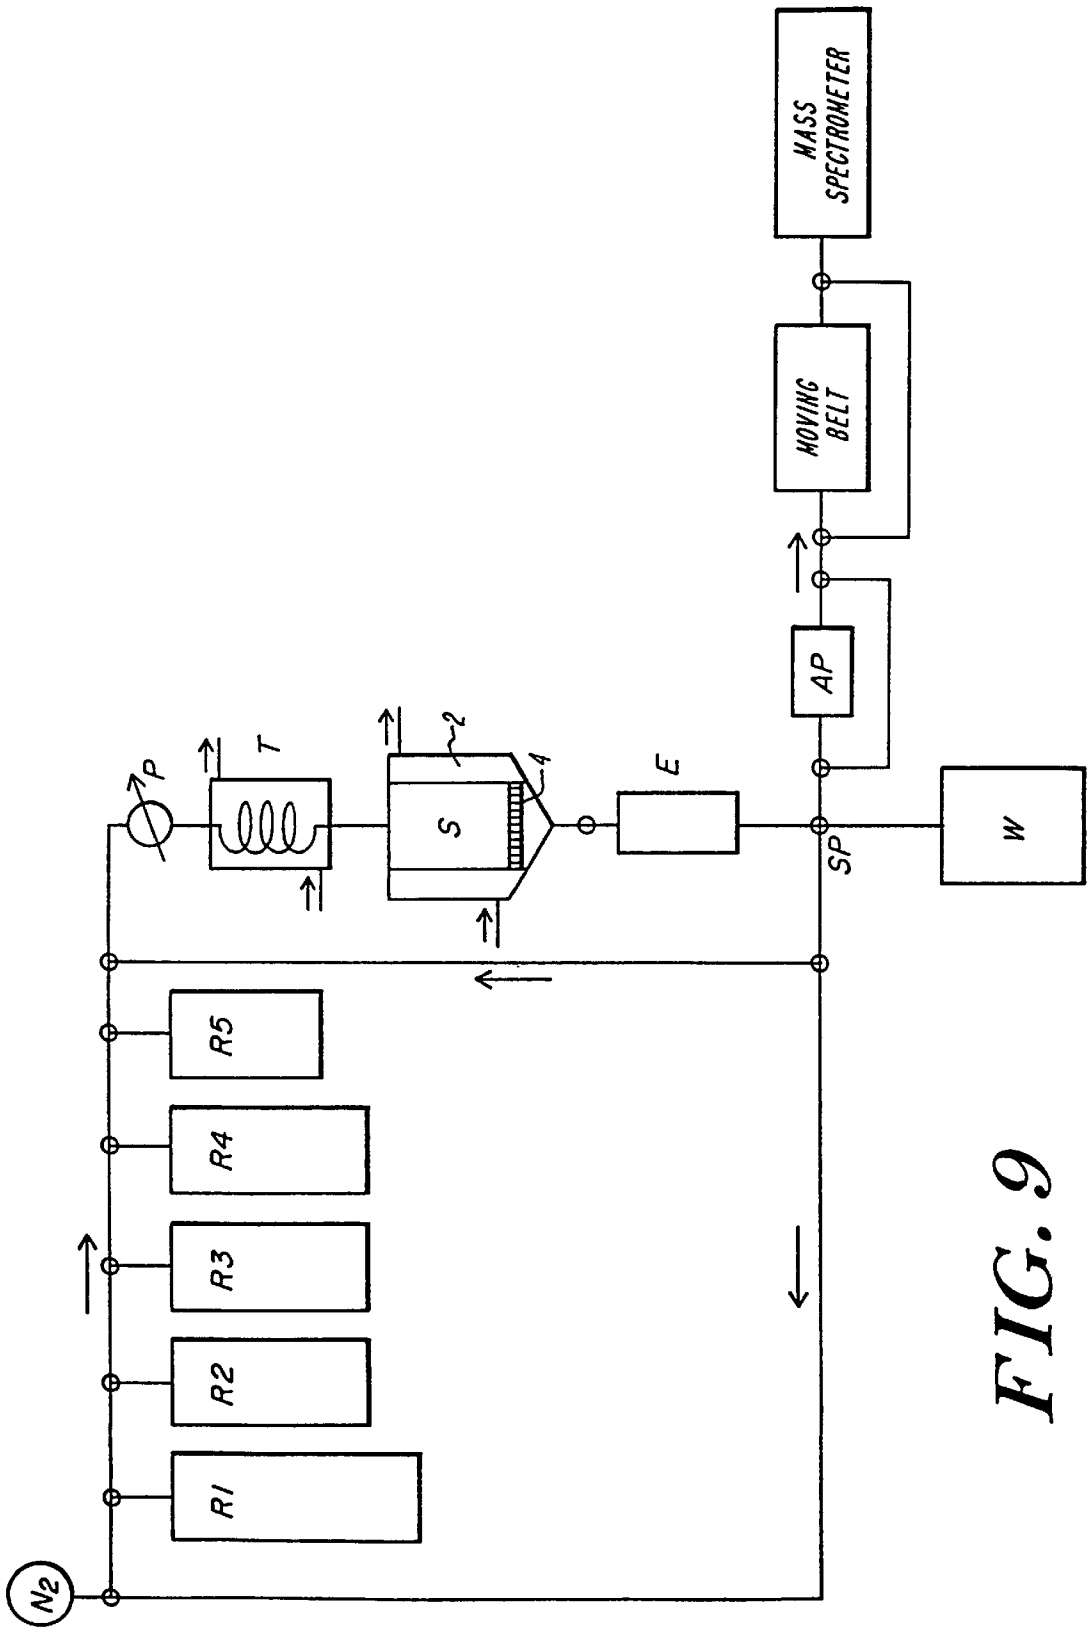 N2
R1
R2
R3
R4
R5
P
T
S
2
4
E
SP
W
AP
MOVING
BELT
MASS
SPECTROMETER
FIG. 9